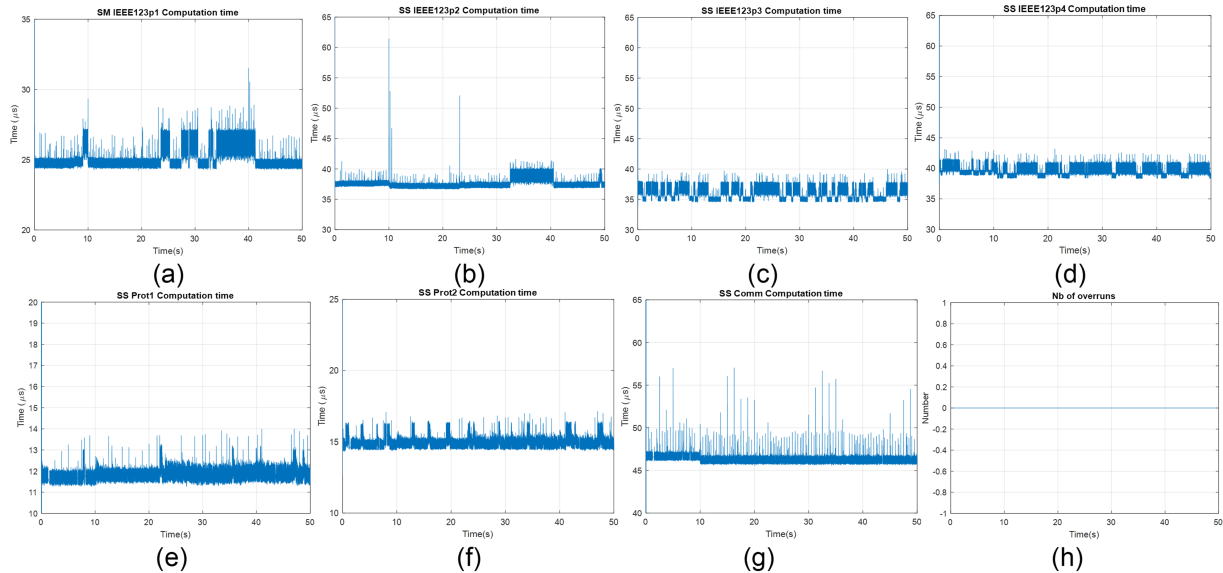 SM IEEE123p1 Computation time
35
30
25
20
Time ( μs)
0 10 20 30 40 50
Time(s)
(a)
SS IEEE123p2 Computation time
65
60
55
50
45
40
35
30
Time ( μs)
0 10 20 30 40 50
Time(s)
(b)
SS IEEE123p3 Computation time
65
60
55
50
45
40
35
30
Time ( μs)
0 10 20 30 40 50
Time(s)
(c)
SS IEEE123p4 Computation time
65
60
55
50
45
40
35
30
Time ( μs)
0 10 20 30 40 50
Time(s)
(d)
SS Prot1 Computation time
20
19
18
17
16
15
14
13
12
11
10
Time ( μs)
0 10 20 30 40 50
Time(s)
(e)
SS Prot2 Computation time
25
20
15
10
Time ( μs)
0 10 20 30 40 50
Time(s)
(f)
SS Comm Computation time
65
60
55
50
45
40
Time ( μs)
0 10 20 30 40 50
Time(s)
(g)
Nb of overruns
1
0.8
0.6
0.4
0.2
0
-0.2
-0.4
-0.6
-0.8
-1
Number
0 10 20 30 40 50
Time(s)
(h)